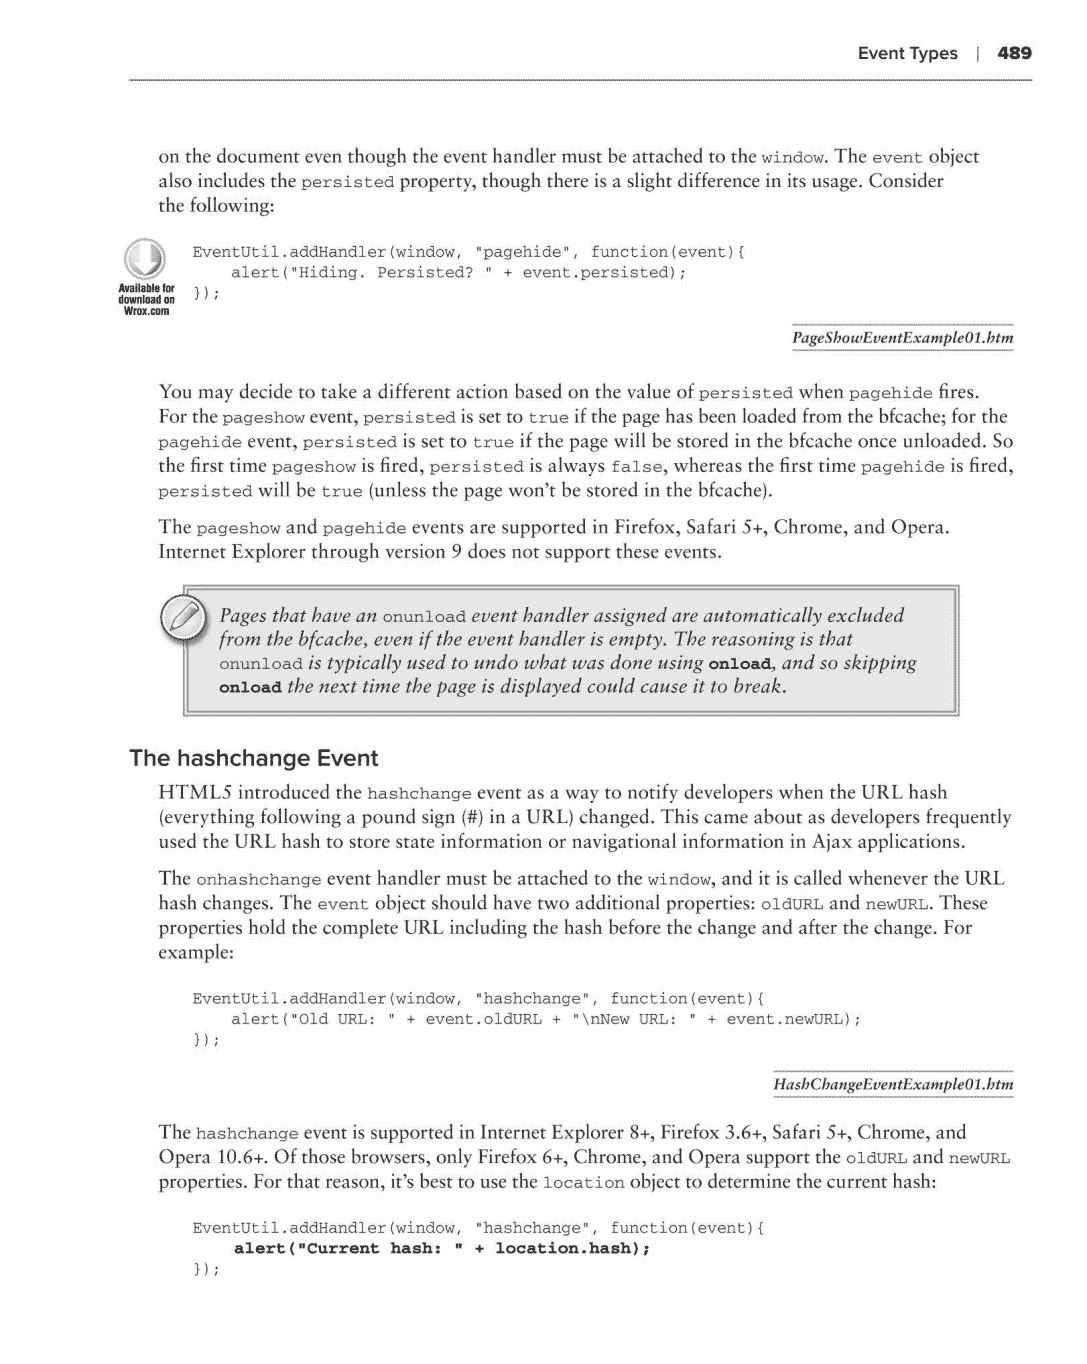 Event Types | 489
on the document even though the event handler must be attached to the window. The event object
also includes the persisted property, though there is a slight difference in its usage. Consider
the following:
EventUtil.addHandler(window, "pagehide", function(event){
    alert("Hiding. Persisted? " + event.persisted);
});
Available for
download on
Wrox.com
PageShowEventExample01.htm
You may decide to take a different action based on the value of persisted when pagehide fires.
For the pageshow event, persisted is set to true if the page has been loaded from the bfcache; for the
pagehide event, persisted is set to true if the page will be stored in the bfcache once unloaded. So
the first time pageshow is fired, persisted is always false, whereas the first time pagehide is fired,
persisted will be true (unless the page won't be stored in the bfcache).
The pageshow and pagehide events are supported in Firefox, Safari 5+, Chrome, and Opera.
Internet Explorer through version 9 does not support these events.
Pages that have an onunload event handler assigned are automatically excluded
from the bfcache, even if the event handler is empty. The reasoning is that
onunload is typically used to undo what was done using onload, and so skipping
onload the next time the page is displayed could cause it to break.
The hashchange Event
HTML5 introduced the hashchange event as a way to notify developers when the URL hash
(everything following a pound sign (#) in a URL) changed. This came about as developers frequently
used the URL hash to store state information or navigational information in Ajax applications.
The onhashchange event handler must be attached to the window, and it is called whenever the URL
hash changes. The event object should have two additional properties: oldURL and newURL. These
properties hold the complete URL including the hash before the change and after the change. For
example:
EventUtil.addHandler(window, "hashchange", function(event){
    alert("Old URL: " + event.oldURL + "\nNew URL: " + event.newURL);
});
HashChangeEventExample01.htm
The hashchange event is supported in Internet Explorer 8+, Firefox 3.6+, Safari 5+, Chrome, and
Opera 10.6+. Of those browsers, only Firefox 6+, Chrome, and Opera support the oldURL and newURL
properties. For that reason, it's best to use the location object to determine the current hash:
EventUtil.addHandler(window, "hashchange", function(event){
    alert("Current hash: " + location.hash);
});